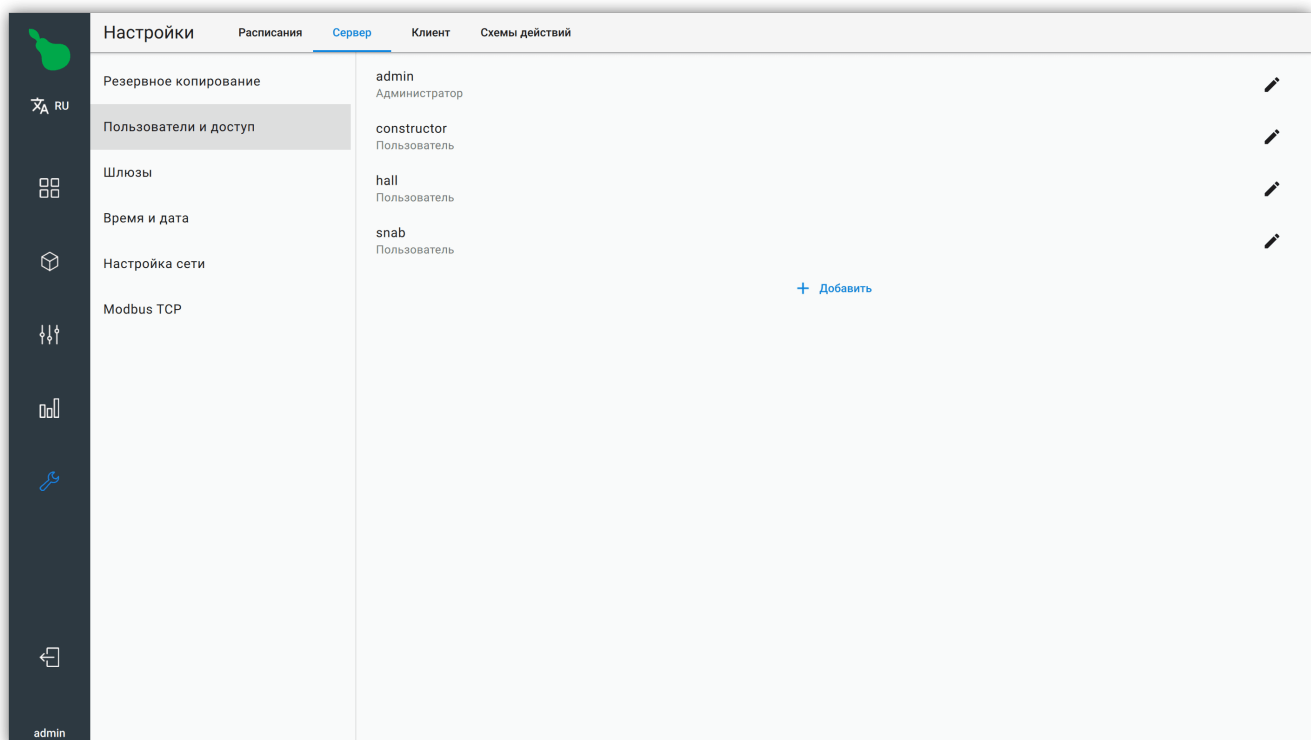 Настройки
Расписания
Сервер
Клиент
Схемы действий
RU
Резервное копирование
Пользователи и доступ
Шлюзы
Время и дата
Настройка сети
Modbus TCP
admin
Администратор
constructor
Пользователь
hall
Пользователь
snab
Пользователь
+ Добавить
admin